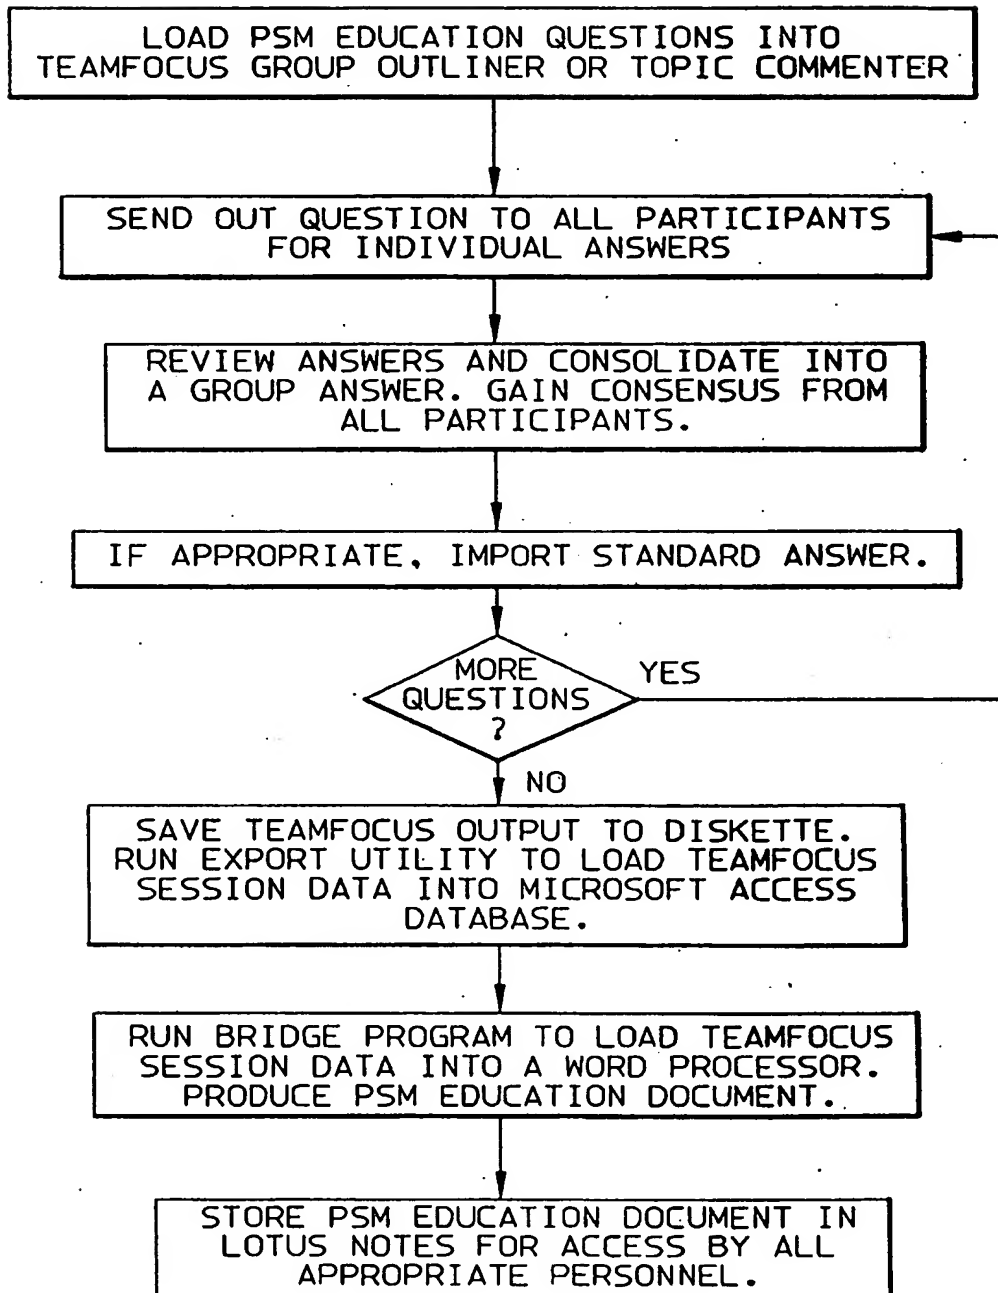 LOAD PSM EDUCATION QUESTIONS INTO
TEAMFOCUS GROUP OUTLINER OR TOPIC COMMENTER
SEND OUT QUESTION TO ALL PARTICIPANTS
FOR INDIVIDUAL ANSWERS
REVIEW ANSWERS AND CONSOLIDATE INTO
A GROUP ANSWER. GAIN CONSENSUS FROM
ALL PARTICIPANTS.
IF APPROPRIATE, IMPORT STANDARD ANSWER.
MORE
QUESTIONS
?
YES
NO
SAVE TEAMFOCUS OUTPUT TO DISKETTE.
RUN EXPORT UTILITY TO LOAD TEAMFOCUS
SESSION DATA INTO MICROSOFT ACCESS
DATABASE.
RUN BRIDGE PROGRAM TO LOAD TEAMFOCUS
SESSION DATA INTO A WORD PROCESSOR.
PRODUCE PSM EDUCATION DOCUMENT.
STORE PSM EDUCATION DOCUMENT IN
LOTUS NOTES FOR ACCESS BY ALL
APPROPRIATE PERSONNEL.